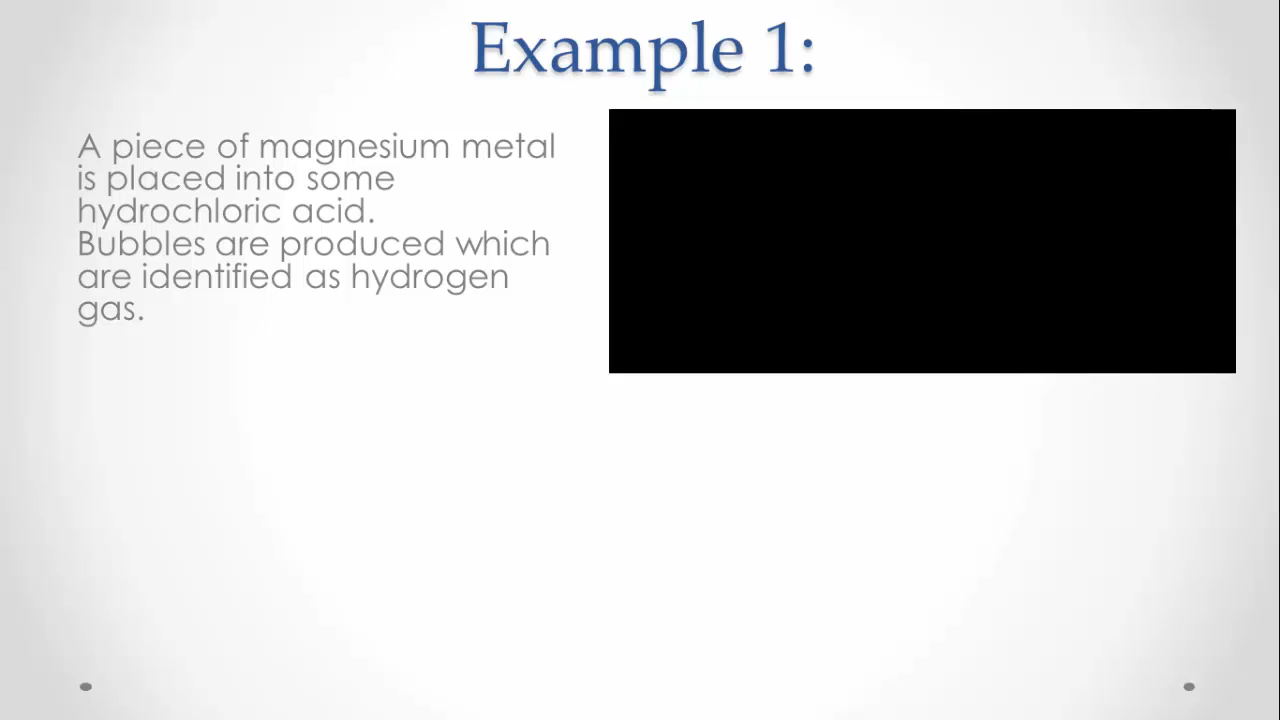 Example 1:
A piece of magnesium metal
is placed into some
hydrochloric acid.
Bubbles are produced which
are identified as hydrogen
gas.